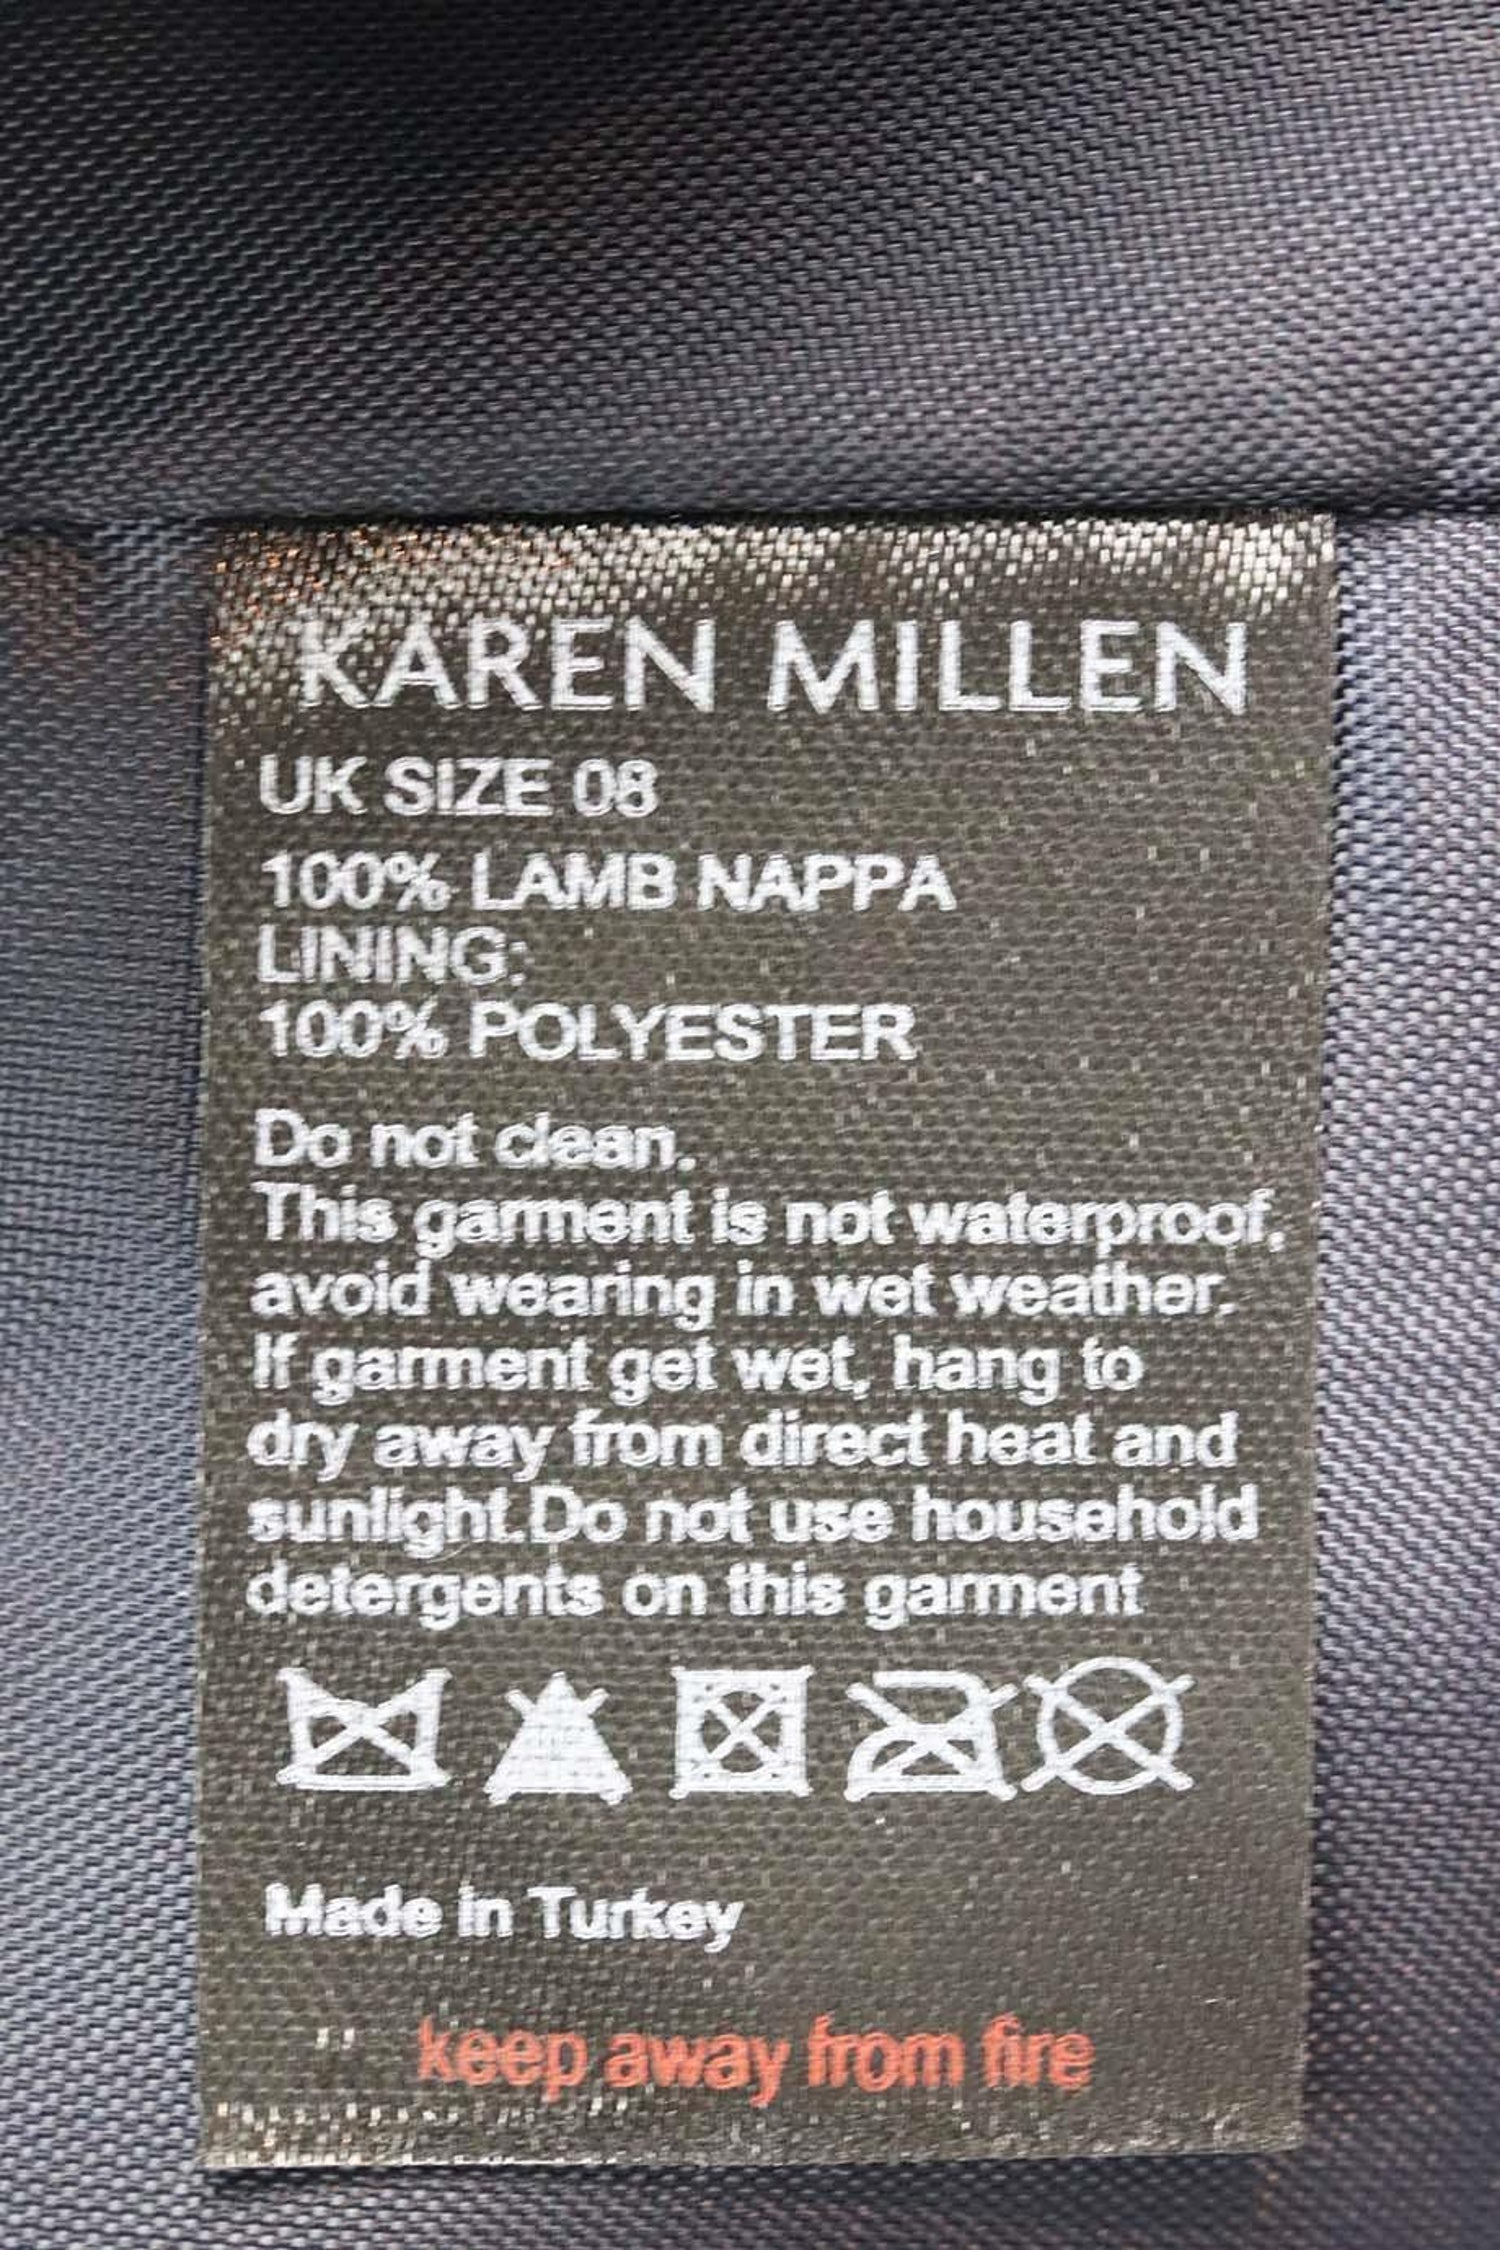 KAREN MILLEN
UK SIZE 08
100% LAMB NAPPA
LINING:
100% POLYESTER
Do not clean.
This garment is not waterproof,
avoid wearing in wet weather.
If garment get wet, hang to
dry away from direct heat and
sunlight.Do not use household
detergents on this garment
Made in Turkey
keep away from fire